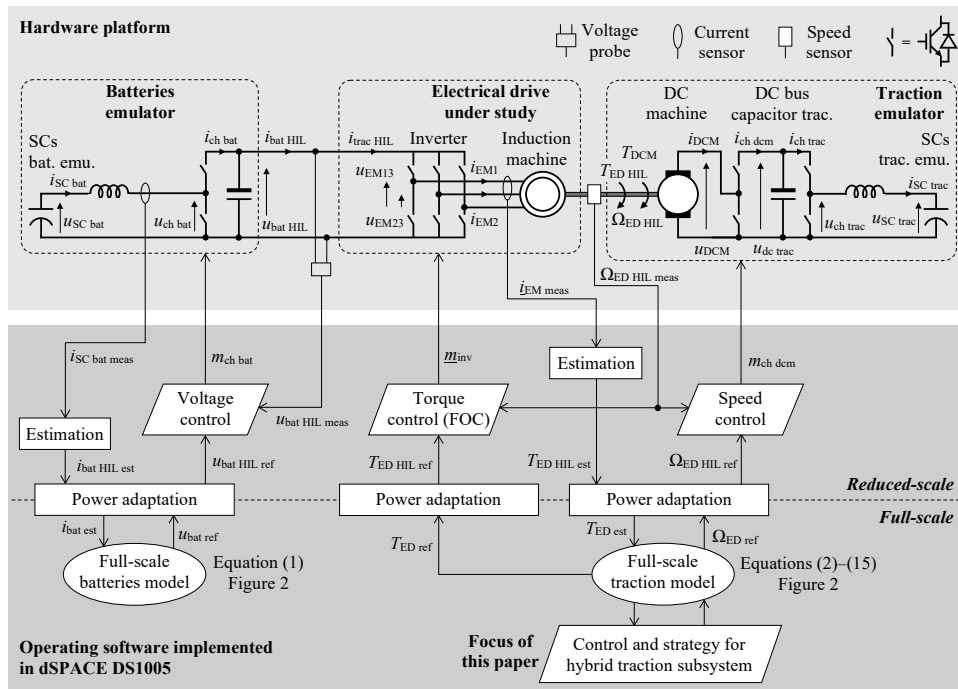 Hardware platform
Voltage
probe
Current
sensor
Speed
sensor
=
Batteries
emulator
Electrical drive
under study
Traction
emulator
DC
machine
DC bus
capacitor trac.
SCs
bat. emu.
Inverter
Induction
machine
SCs
trac. emu.
i_SC bat
u_SC bat
i_ch bat
u_ch bat
i_bat HIL
u_bat HIL
i_trac HIL
u_EM13
u_EM23
i_EM1
i_EM2
T_DCM
T_ED HIL
Ω_ED HIL
i_DCM
u_DCM
i_ch dcm
u_dc trac
i_ch trac
u_ch trac
i_SC trac
u_SC trac
i_SC bat meas
m_ch bat
u_bat HIL meas
m_inv
i_EM meas
Ω_ED HIL meas
m_ch dcm
Estimation
Voltage
control
Torque
control (FOC)
Estimation
Speed
control
i_bat HIL est
u_bat HIL ref
T_ED HIL ref
T_ED HIL est
Ω_ED HIL ref
Power adaptation
Power adaptation
Power adaptation
Reduced-scale
Full-scale
i_bat est
u_bat ref
T_ED ref
T_ED est
Ω_ED ref
Full-scale
batteries model
Equation (1)
Figure 2
Full-scale
traction model
Equations (2)–(15)
Figure 2
Operating software implemented
in dSPACE DS1005
Focus of
this paper
Control and strategy for
hybrid traction subsystem